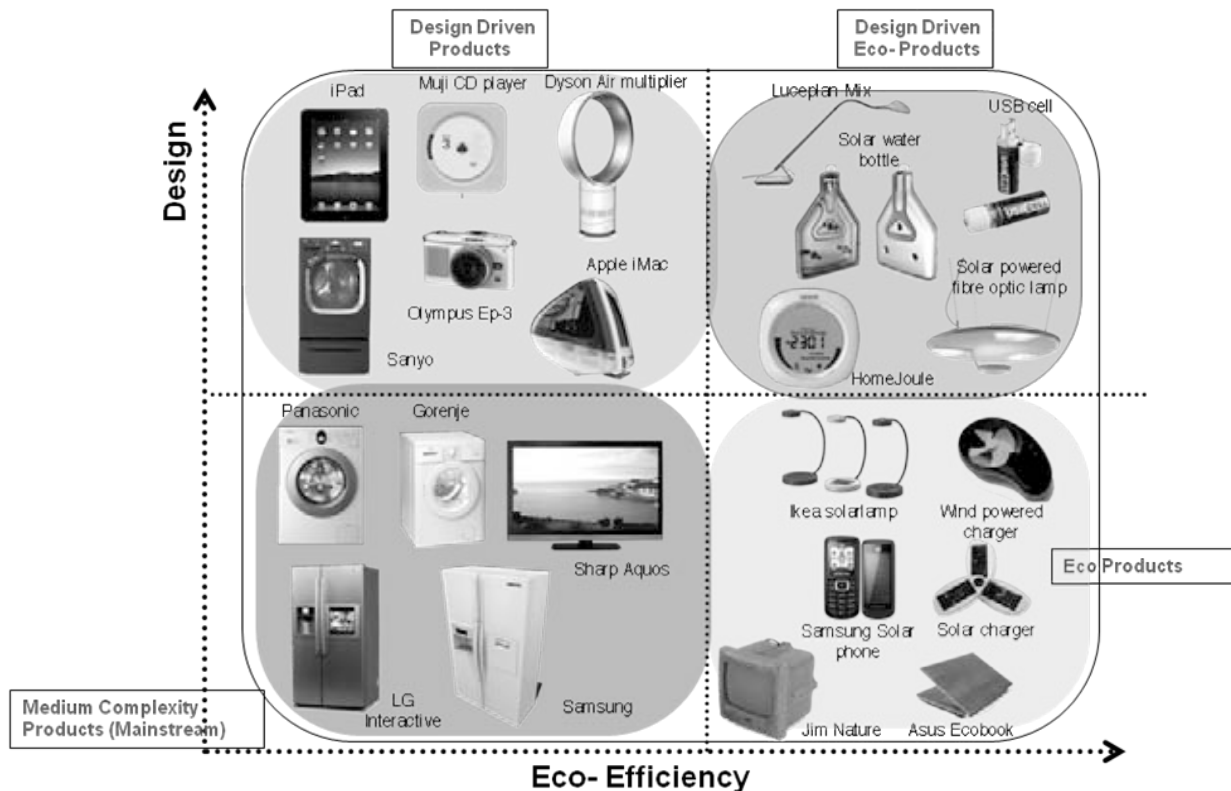 Design Driven
Products
Design Driven
Eco- Products
Design
iPad
Muji CD player
Dyson Air multiplier
Luceplan Mix
USB cell
Solar water
bottle
Apple iMac
Solar powered
fibre optic lamp
Olympus Ep-3
Sanyo
HomeJoule
Panasonic
Gorenje
Ikea solarlamp
Wind powered
charger
Sharp Aquos
Eco Products
Samsung Solar
phone
Solar charger
LG
Interactive
Samsung
Medium Complexity
Products (Mainstream)
Jim Nature
Asus Ecobook
Eco- Efficiency